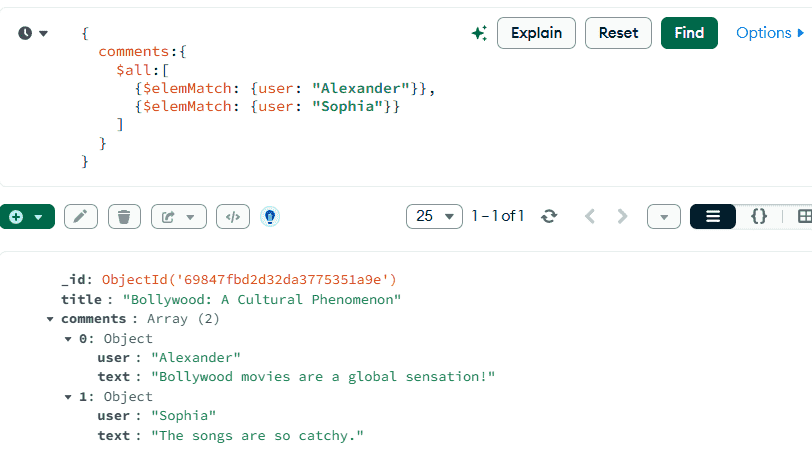 {
Explain Reset Find Options
comments:{
$all:[
{$elemMatch: {user: "Alexander"}},
{$elemMatch: {user: "Sophia"}}
]
}
}
25 1 – 1 of 1 {}
_id: ObjectId('69847fbd2d32da3775351a9e')
title : "Bollywood: A Cultural Phenomenon"
comments : Array (2)
0: Object
user : "Alexander"
text : "Bollywood movies are a global sensation!"
1: Object
user : "Sophia"
text : "The songs are so catchy."